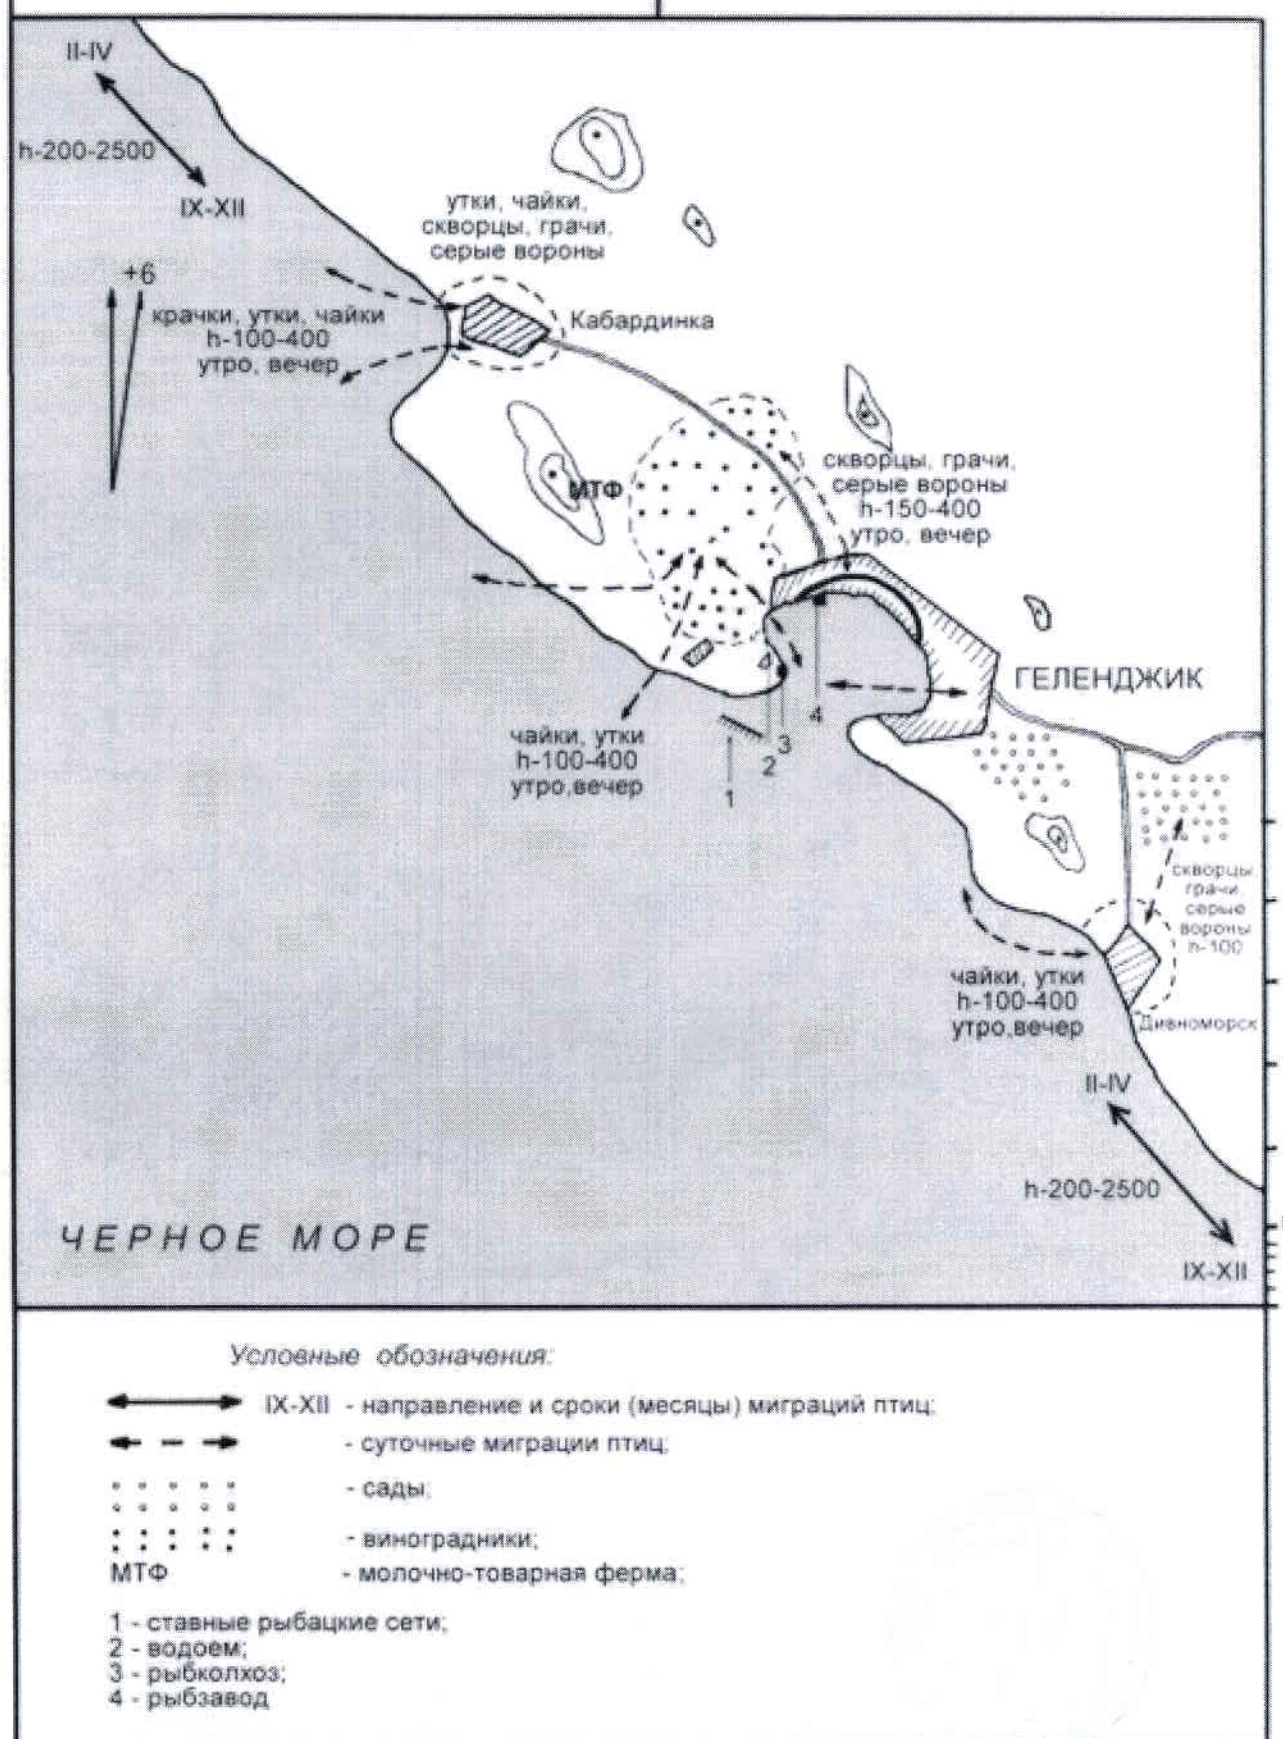 II-IV
h-200-2500
IX-XII
утки, чайки,
скворцы, грачи,
серые вороны
+6
крачки, утки, чайки
h-100-400
утро, вечер
Кабардинка
МТФ
скворцы, грачи,
серые вороны
h-150-400
утро, вечер
ГЕЛЕНДЖИК
чайки, утки
h-100-400
утро,вечер
1
2
3
4
скворцы,
грачи,
серые
вороны
h-100
чайки, утки
h-100-400
утро,вечер
Дивноморск
II-IV
h-200-2500
IX-XII
ЧЕРНОЕ МОРЕ
Условные обозначения:
IX-XII - направление и сроки (месяцы) миграций птиц;
- суточные миграции птиц;
- сады;
- виноградники;
МТФ - молочно-товарная ферма;
1 - ставные рыбацкие сети;
2 - водоем;
3 - рыбколхоз;
4 - рыбзавод